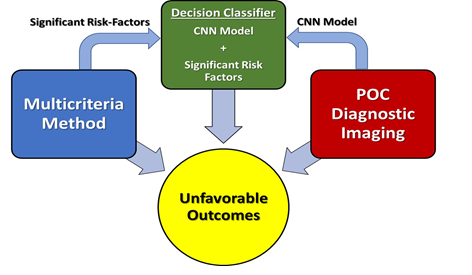 Significant Risk-Factors
Decision Classifier
CNN Model
+
Significant Risk
Factors
CNN Model
Multicriteria
Method
POC
Diagnostic
Imaging
Unfavorable
Outcomes